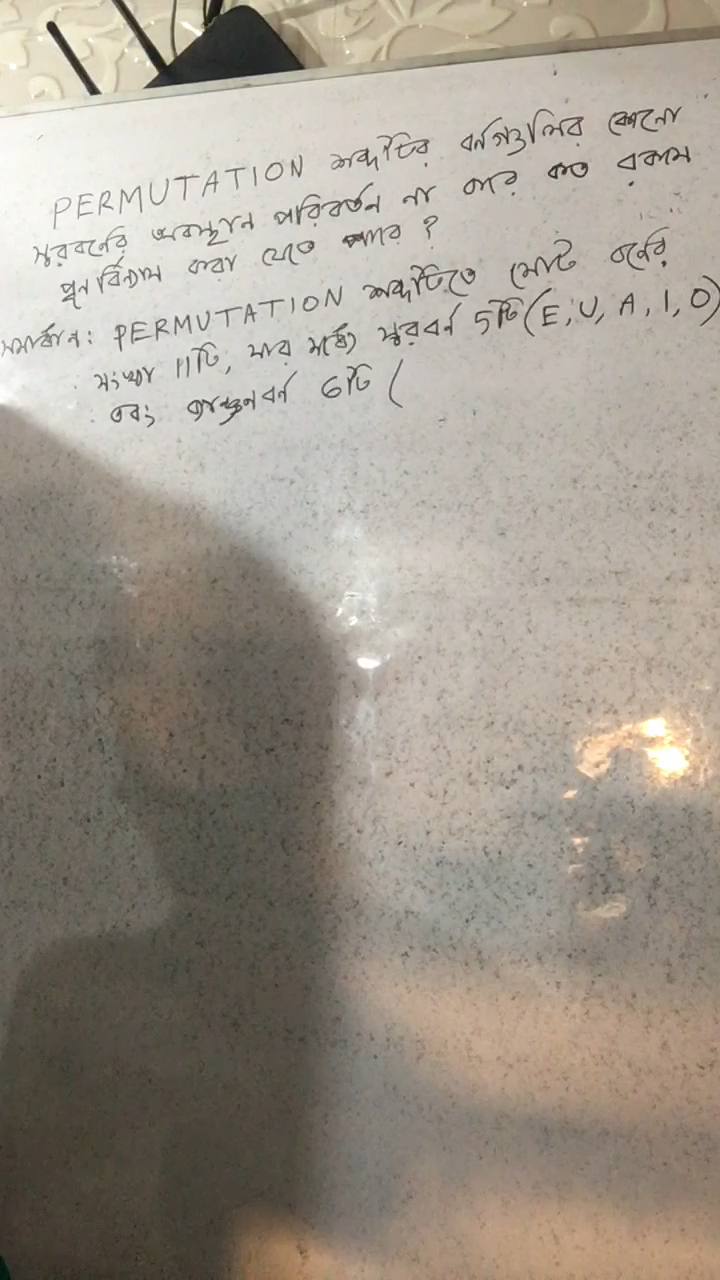 PERMUTATION শব্দটির বর্ণগুলির কোনো
স্বরবর্নের অবস্থান পরিবর্তন না করে কত রকমে
পুনর্বিন্যাস করা যেতে পারে ?
সমাধান: PERMUTATION শব্দটিতে মোট বর্নের
সংখ্যা 11টি, যার মধ্যে স্বরবর্ন 5টি (E, U, A, I, O)
এবং ব্যাঞ্জনবর্ন 6টি (